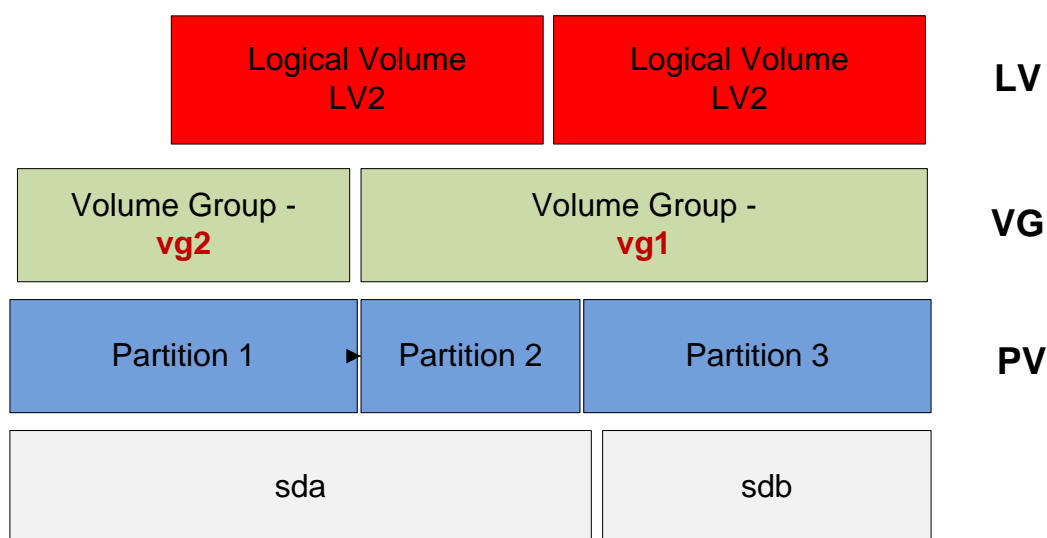 Logical Volume
LV2
Logical Volume
LV2
LV
Volume Group -
vg2
Volume Group -
vg1
VG
Partition 1
Partition 2
Partition 3
PV
sda
sdb